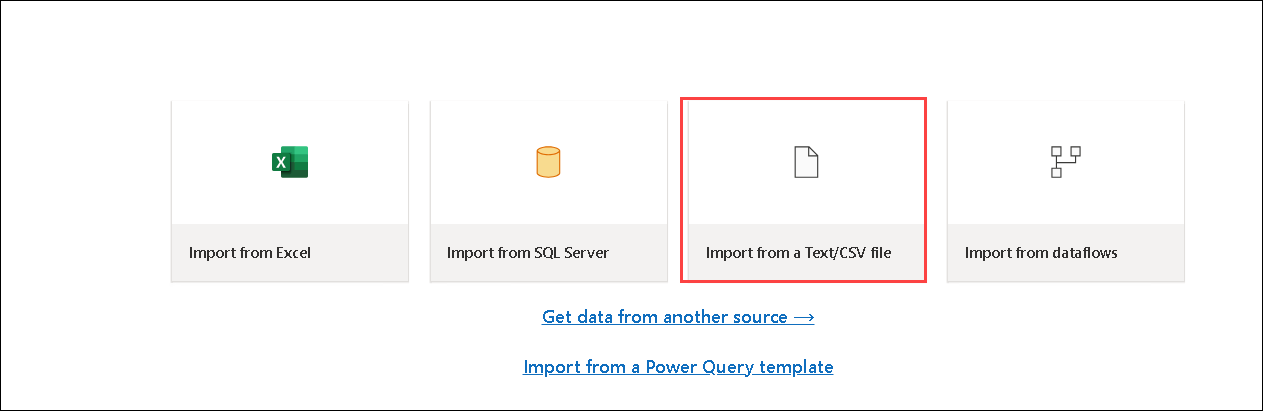 X
Import from Excel
Import from SQL Server
Import from a Text/CSV file
Import from dataflows
Get data from another source →
Import from a Power Query template